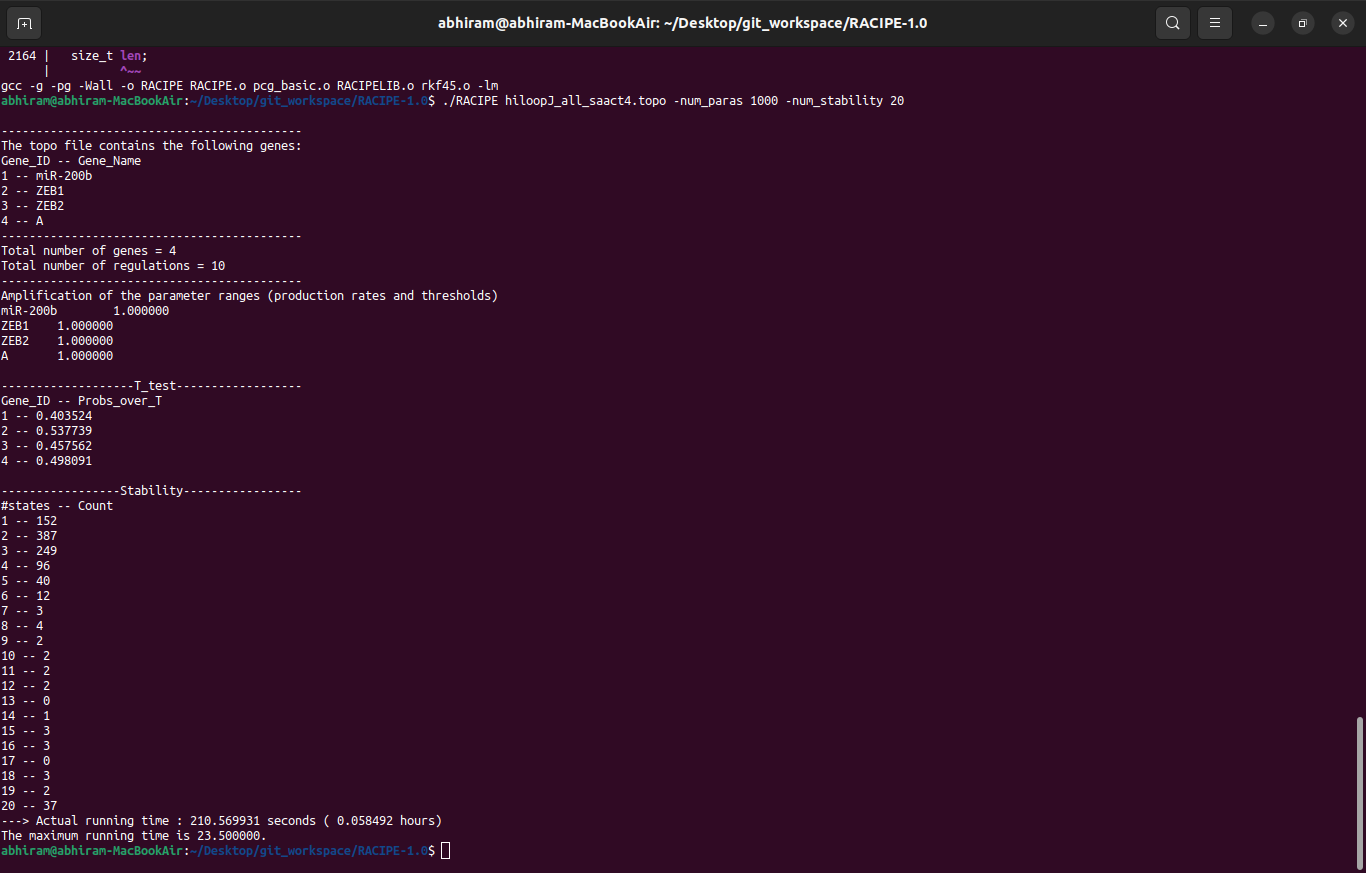 abhiram@abhiram-MacBookAir: ~/Desktop/git_workspace/RACIPE-1.0
2164 |   size_t len;
     |          ^~~
gcc -g -pg -Wall -o RACIPE RACIPE.o pcg_basic.o RACIPELIB.o rkf45.o -lm
abhiram@abhiram-MacBookAir:~/Desktop/git_workspace/RACIPE-1.0$ ./RACIPE hiloopJ_all_saact4.topo -num_paras 1000 -num_stability 20
-------------------------------------------
The topo file contains the following genes:
Gene_ID -- Gene_Name
1 -- miR-200b
2 -- ZEB1
3 -- ZEB2
4 -- A
-------------------------------------------
Total number of genes = 4
Total number of regulations = 10
-------------------------------------------
Amplification of the parameter ranges (production rates and thresholds)
miR-200b        1.000000
ZEB1    1.000000
ZEB2    1.000000
A       1.000000
-------------------T_test------------------
Gene_ID -- Probs_over_T
1 -- 0.403524
2 -- 0.537739
3 -- 0.457562
4 -- 0.498091
-----------------Stability-----------------
#states -- Count
1 -- 152
2 -- 387
3 -- 249
4 -- 96
5 -- 40
6 -- 12
7 -- 3
8 -- 4
9 -- 2
10 -- 2
11 -- 2
12 -- 2
13 -- 0
14 -- 1
15 -- 3
16 -- 3
17 -- 0
18 -- 3
19 -- 2
20 -- 37
---> Actual running time : 210.569931 seconds ( 0.058492 hours)
The maximum running time is 23.500000.
abhiram@abhiram-MacBookAir:~/Desktop/git_workspace/RACIPE-1.0$